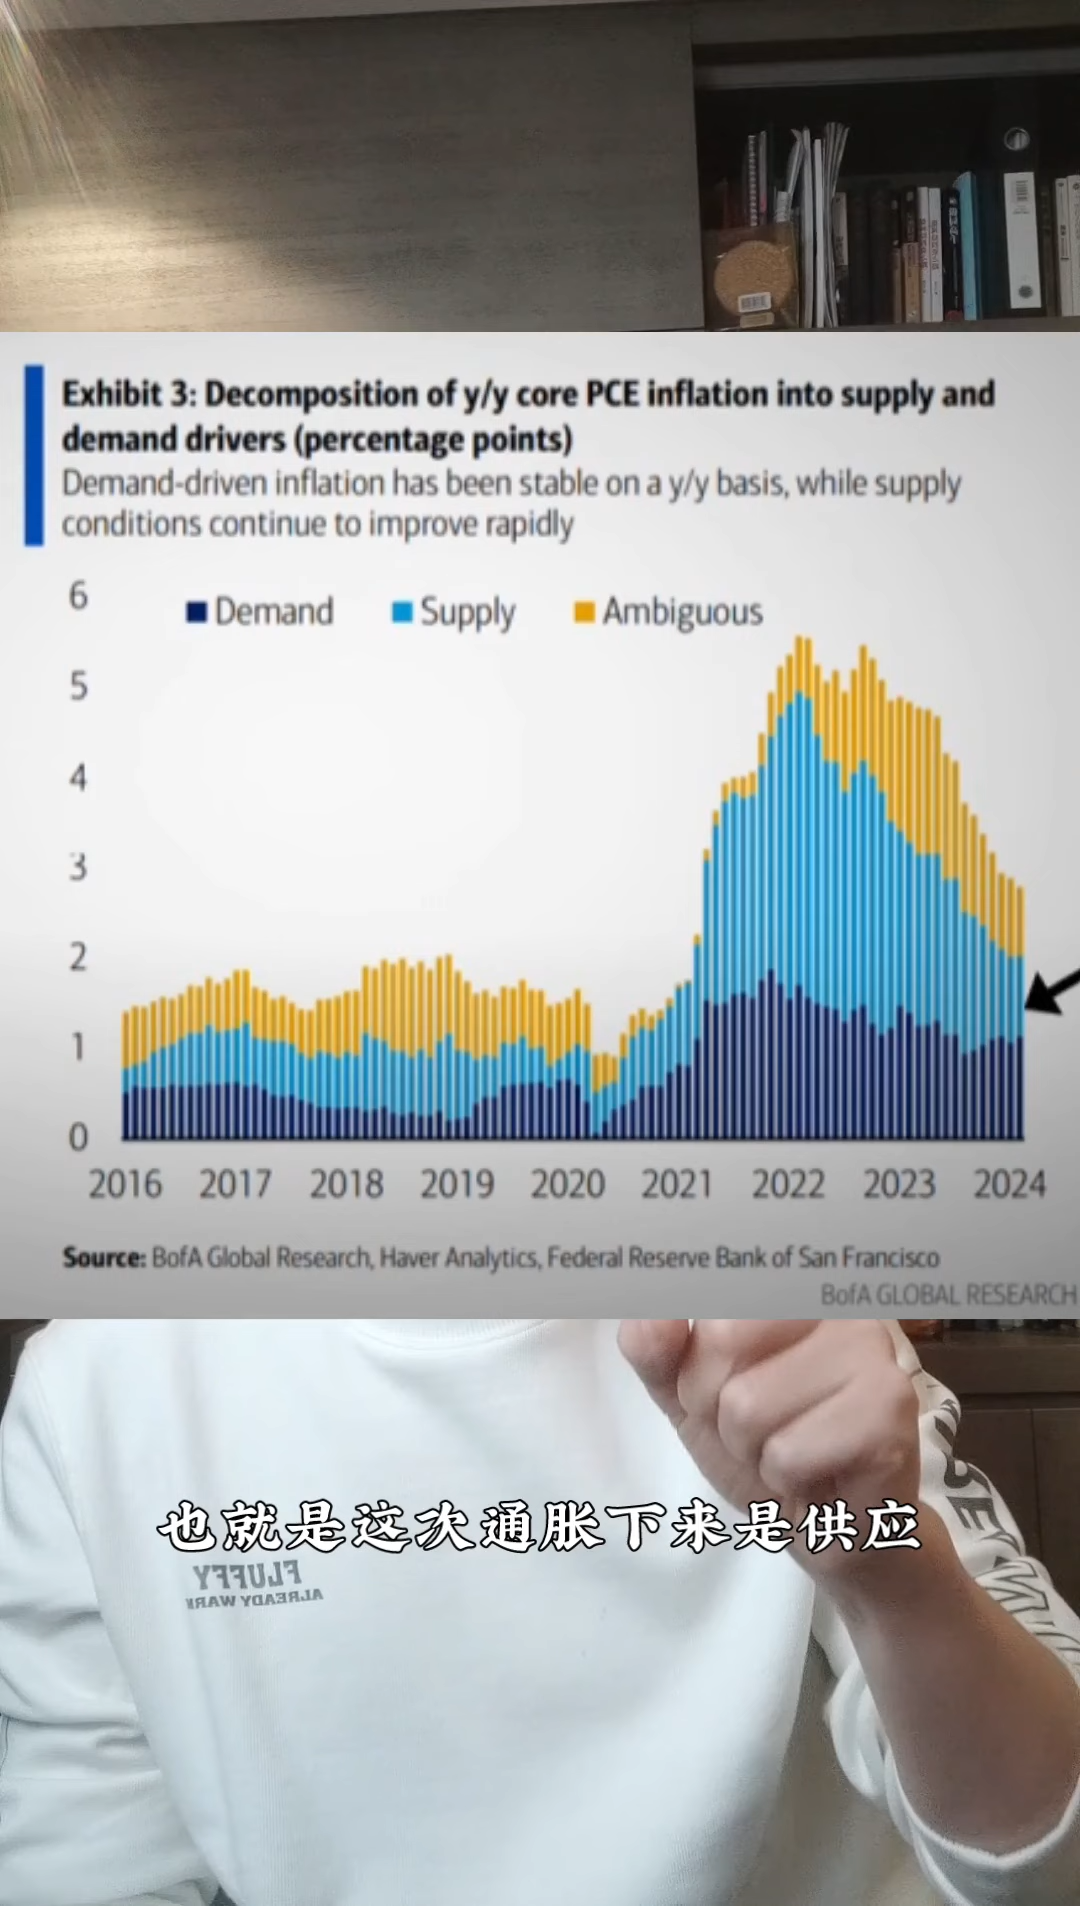 Exhibit 3: Decomposition of y/y core PCE inflation into supply and
demand drivers (percentage points)
Demand-driven inflation has been stable on a y/y basis, while supply
conditions continue to improve rapidly
6
Demand Supply Ambiguous
5
4
3
2
1
0
2016 2017 2018 2019 2020 2021 2022 2023 2024
Source: BofA Global Research, Haver Analytics, Federal Reserve Bank of San Francisco
BofA GLOBAL RESEARCH
也就是这次通胀下来是供应
FLUFFY